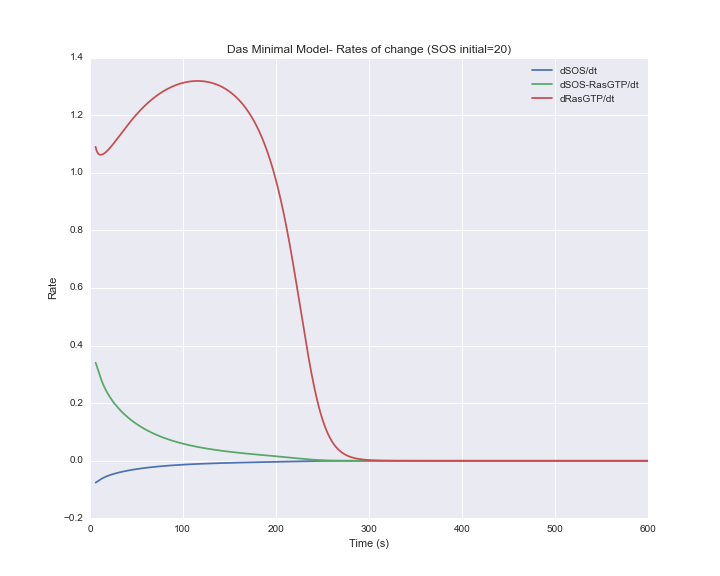 Das Minimal Model- Rates of change (SOS initial=20)
dSOS/dt
dSOS-RasGTP/dt
dRasGTP/dt
1.4
1.2
1.0
0.8
0.6
0.4
0.2
0.0
−0.2
Rate
0 100 200 300 400 500 600
Time (s)